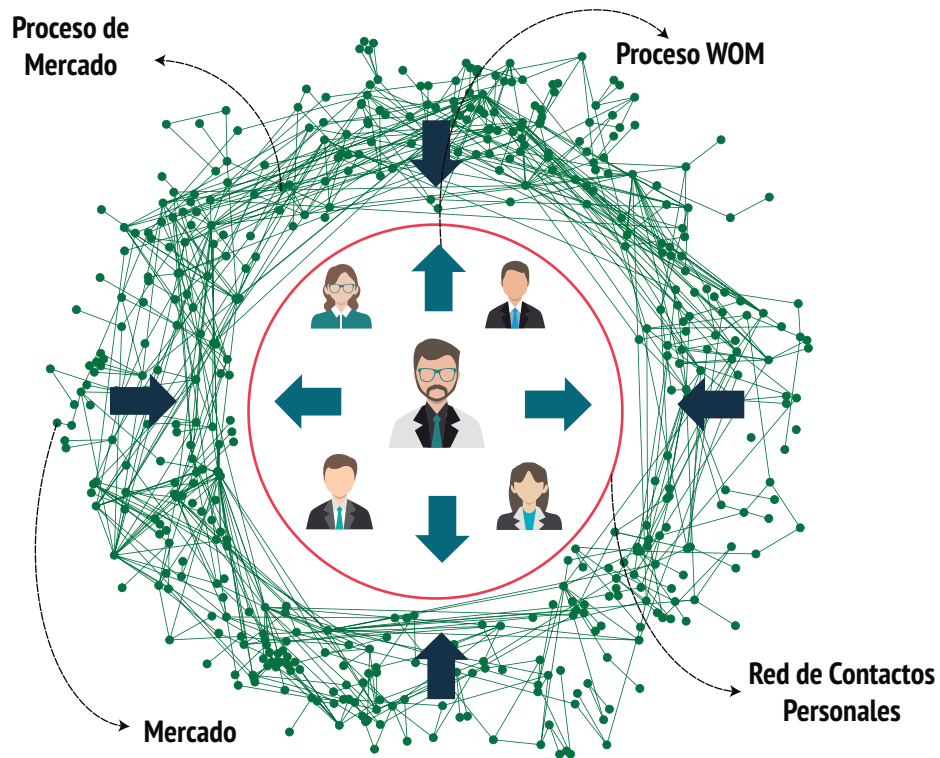 Proceso de
Mercado
Proceso WOM
Red de Contactos
Personales
Mercado